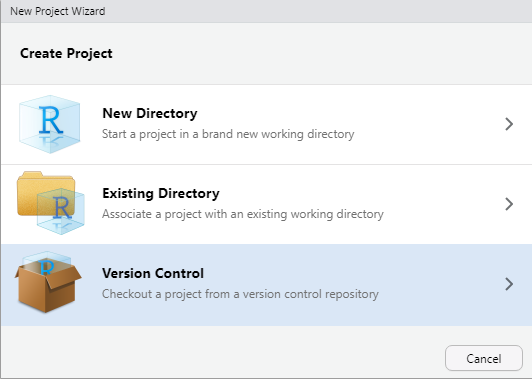 New Project Wizard
Create Project
R
New Directory
Start a project in a brand new working directory
R
Existing Directory
Associate a project with an existing working directory
R
Version Control
Checkout a project from a version control repository
Cancel